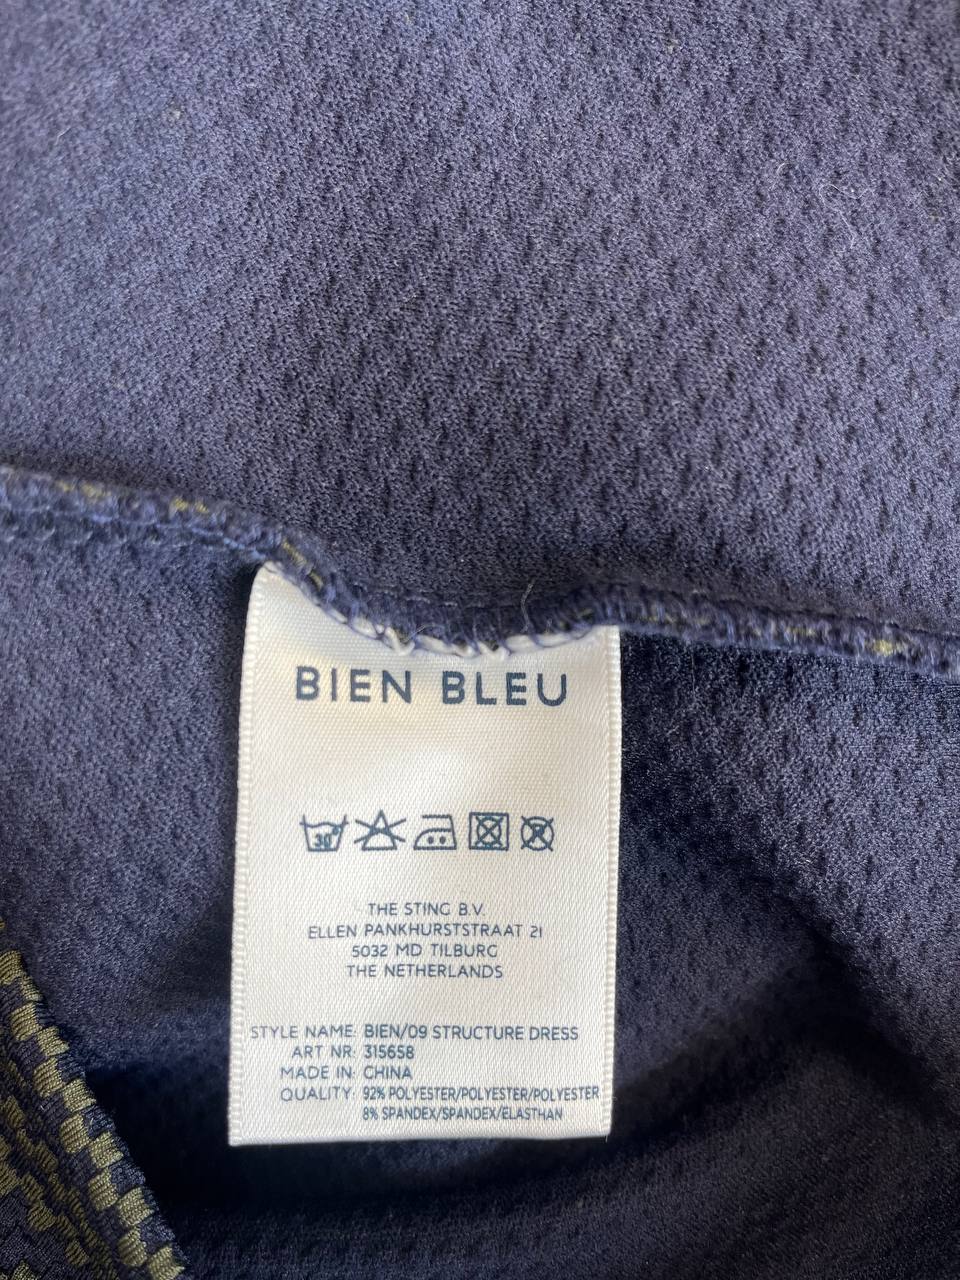 BIEN BLEU
30°
THE STING B.V.
ELLEN PANKHURSTSTRAAT 21
5032 MD TILBURG
THE NETHERLANDS
STYLE NAME: BIEN/09 STRUCTURE DRESS
ART NR: 315658
MADE IN: CHINA
QUALITY: 92% POLYESTER/POLYESTER/POLYESTER
8% SPANDEX/SPANDEX/ELASTHAN